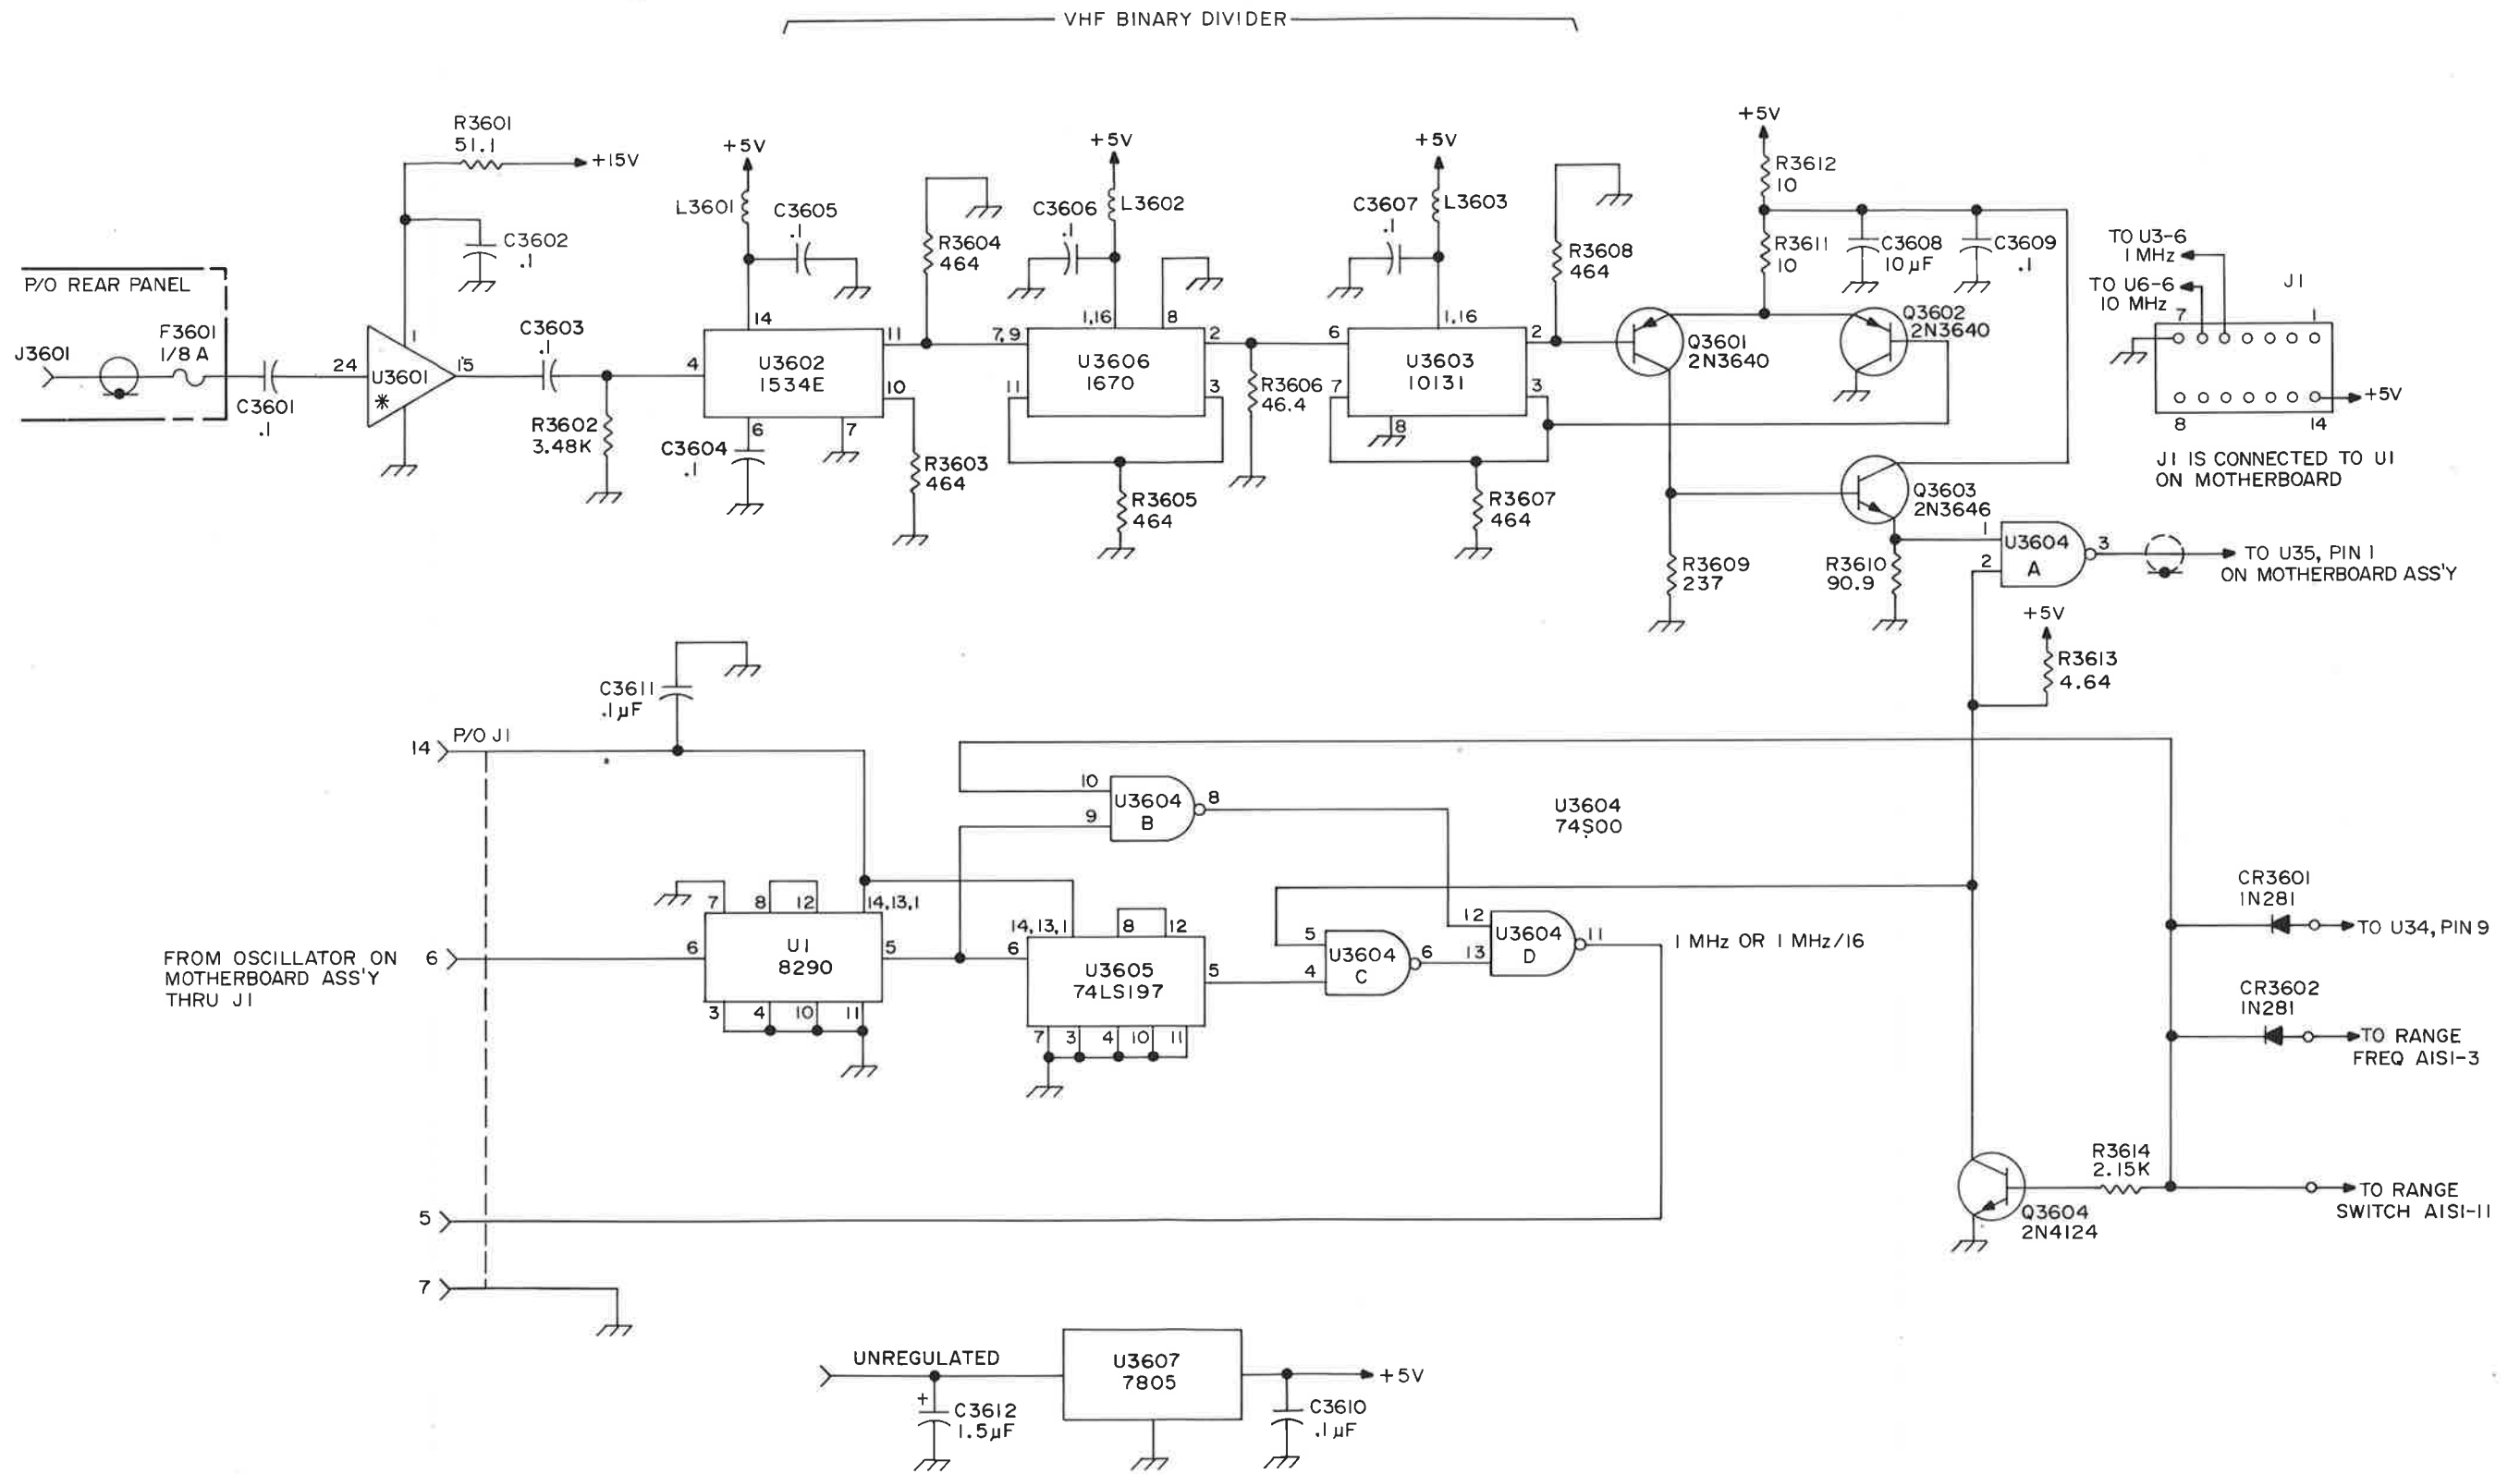 VHF BINARY DIVIDER
R3601
51.1
+15V
C3602
.1
P/O REAR PANEL
J3601
F3601
1/8 A
C3601
.1
24
U3601
*
1
15
C3603
.1
R3602
3.48K
+5V
L3601
C3605
.1
14
4
U3602
1534E
11
10
6
7
C3604
.1
R3604
464
R3603
464
+5V
C3606
.1
L3602
1,16
8
7,9
U3606
1670
2
11
3
R3605
464
R3606
46.4
+5V
C3607
.1
L3603
1,16
6
U3603
10131
2
7
3
8
R3607
464
R3608
464
Q3601
2N3640
+5V
R3612
10
R3611
10
C3608
10µF
C3609
.1
Q3602
2N3640
Q3603
2N3646
R3609
237
R3610
90.9
1
2
U3604
A
3
TO U35, PIN 1
ON MOTHERBOARD ASS'Y
TO U3-6
1 MHz
TO U6-6
10 MHz
J1
7
1
8
14
+5V
J1 IS CONNECTED TO U1
ON MOTHERBOARD
+5V
R3613
4.64
C3611
.1µF
14
P/O J1
10
9
U3604
B
8
U3604
74S00
7
8
12
14,13,1
FROM OSCILLATOR ON
MOTHERBOARD ASS'Y
THRU J1
6
6
U1
8290
5
3
4
10
11
14,13,1
8
12
6
U3605
74LS197
5
7
3
4
10
11
5
4
U3604
C
6
12
13
U3604
D
11
1 MHz OR 1 MHz/16
CR3601
1N281
TO U34, PIN 9
CR3602
1N281
TO RANGE
FREQ A1S1-3
R3614
2.15K
TO RANGE
SWITCH A1S1-11
Q3604
2N4124
5
7
UNREGULATED
+
C3612
1.5µF
U3607
7805
+5V
C3610
.1µF